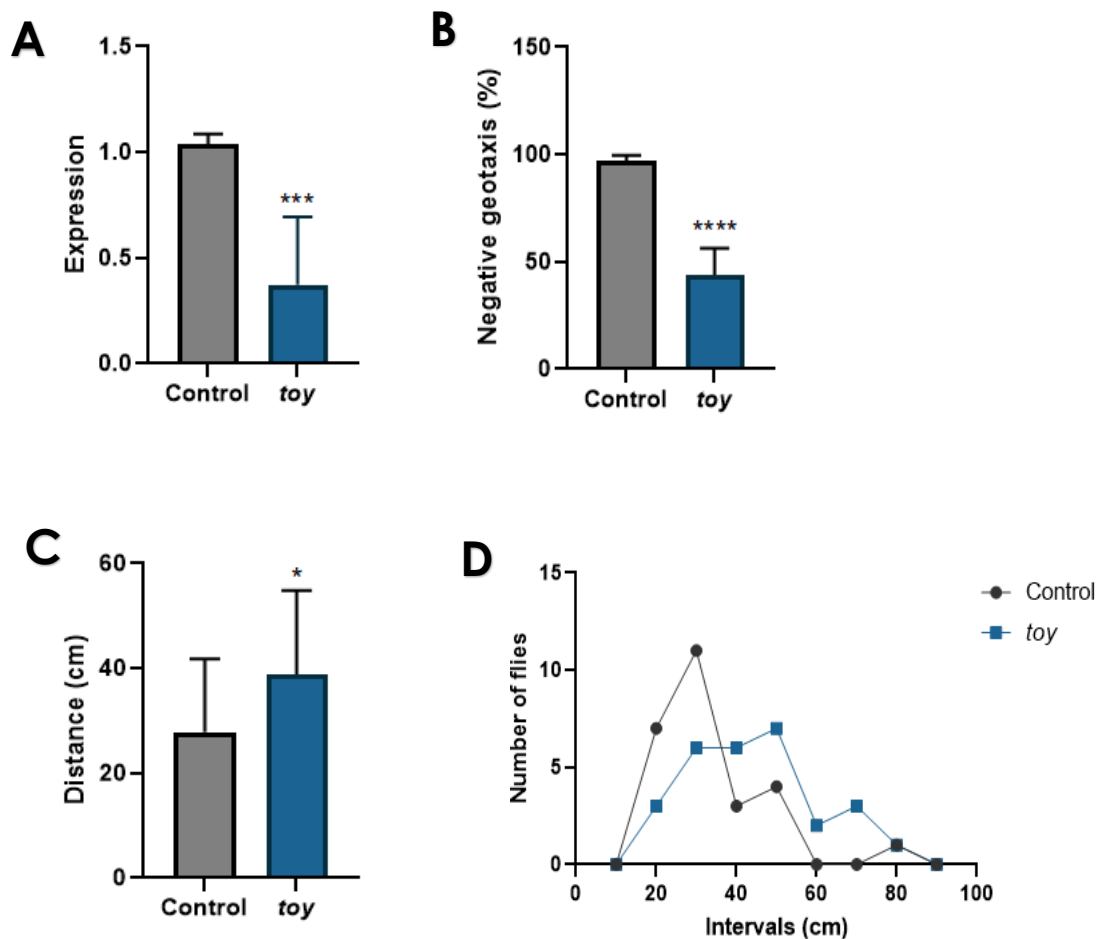 A
Expression
1.5
1.0
0.5
0.0
***
Control
toy
B
Negative geotaxis (%)
150
100
50
0
****
Control
toy
C
Distance (cm)
60
40
20
0
*
Control
toy
D
Number of flies
15
10
5
0
0 20 40 60 80 100
Intervals (cm)
Control
toy